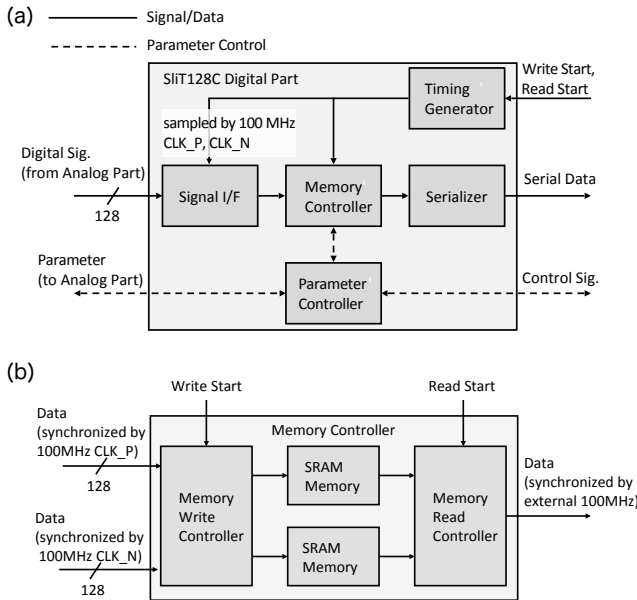 (a)
Signal/Data
Parameter Control
SliT128C Digital Part
Timing
Generator
Write Start,
Read Start
sampled by 100 MHz
CLK_P, CLK_N
Digital Sig.
(from Analog Part)
128
Signal I/F
Memory
Controller
Serializer
Serial Data
Parameter
(to Analog Part)
Parameter
Controller
Control Sig.
(b)
Write Start
Read Start
Memory Controller
Data
(synchronized by
100MHz CLK_P)
128
Data
(synchronized by
100MHz CLK_N)
128
Memory
Write
Controller
SRAM
Memory
SRAM
Memory
Memory
Read
Controller
Data
(synchronized by
external 100MHz)